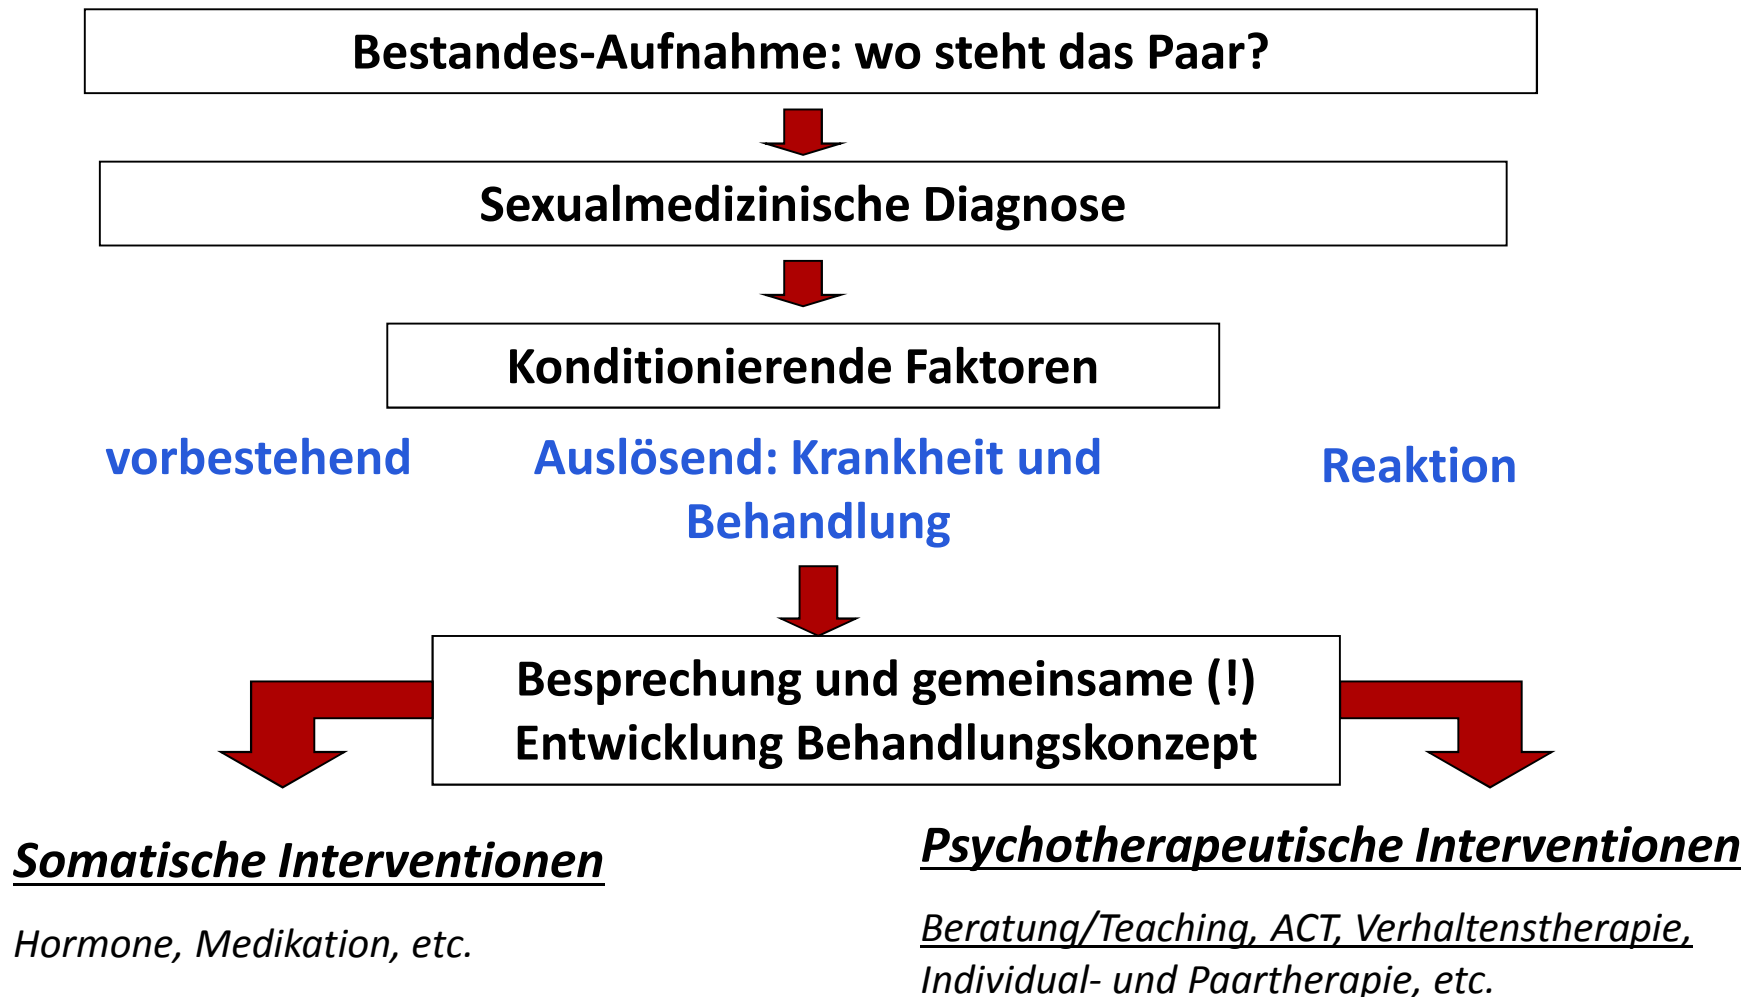 Bestandes-Aufnahme: wo steht das Paar?
Sexualmedizinische Diagnose
Konditionierende Faktoren
vorbestehend
Auslösend: Krankheit und
Behandlung
Reaktion
Besprechung und gemeinsame (!)
Entwicklung Behandlungskonzept
Somatische Interventionen
Hormone, Medikation, etc.
Psychotherapeutische Interventionen
Beratung/Teaching, ACT, Verhaltenstherapie,
Individual- und Paartherapie, etc.